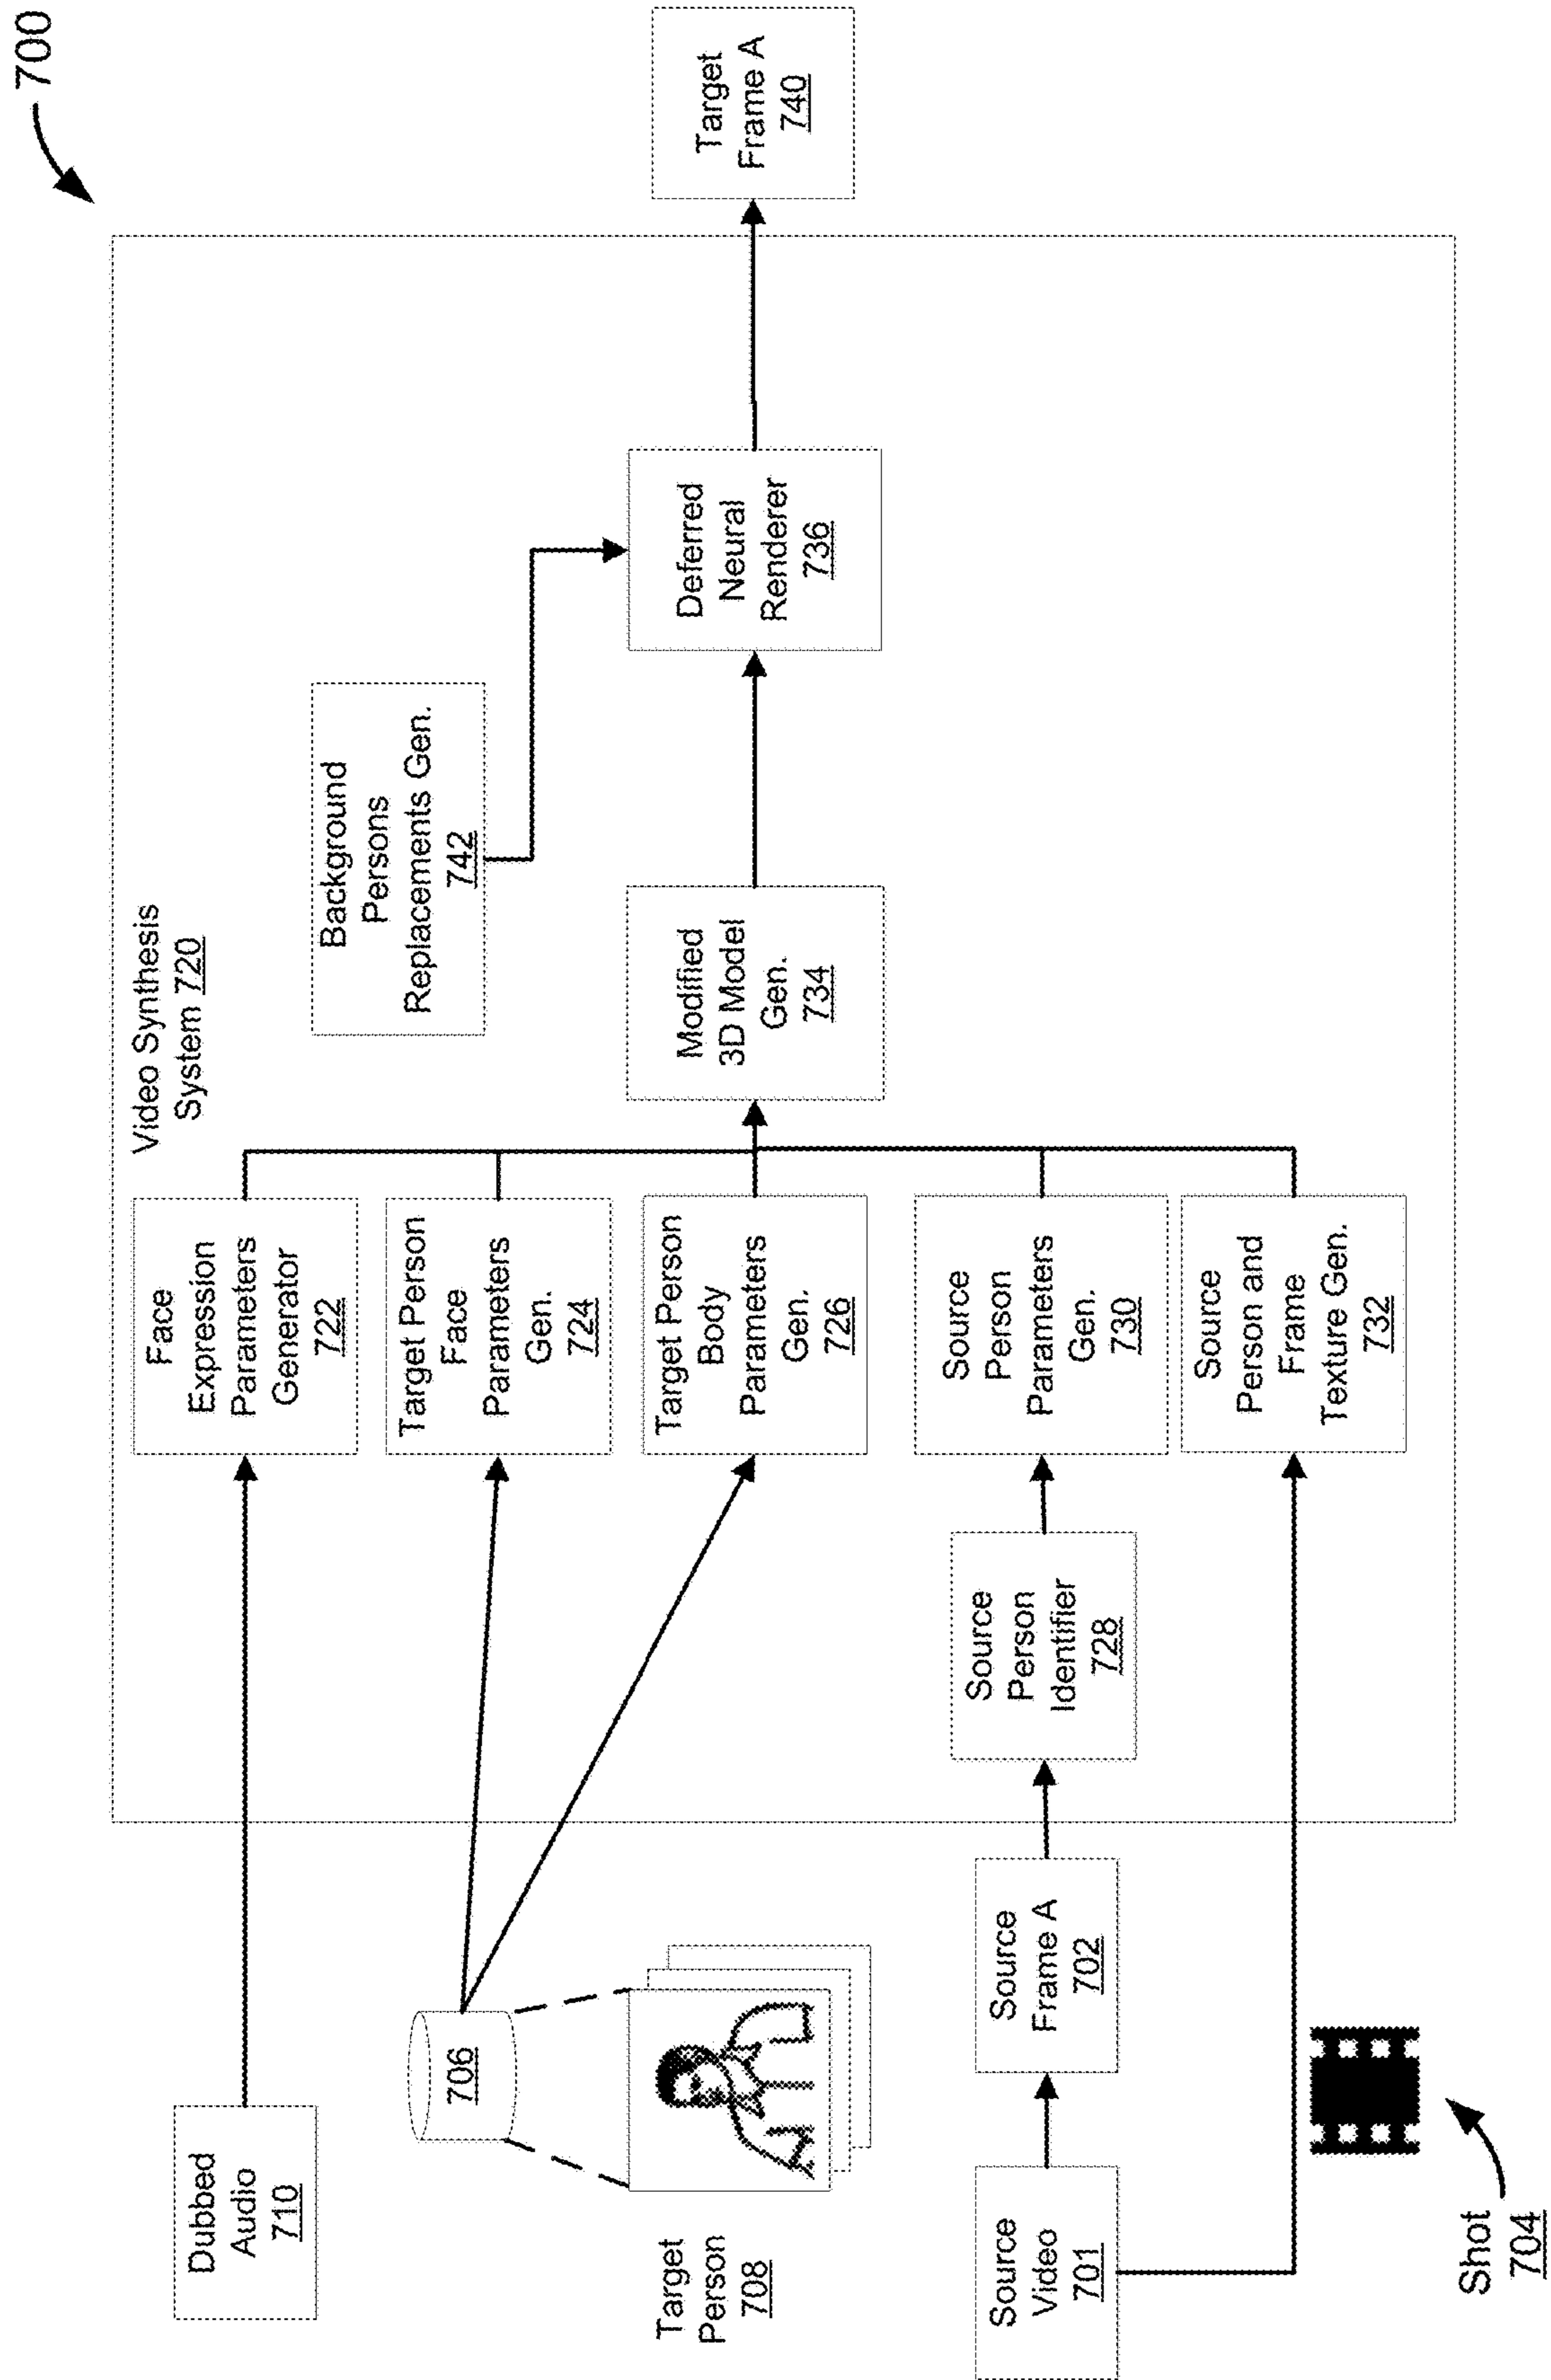 700
Video Synthesis
System 720
Dubbed
Audio
710
706
Target
Person
708
Source
Video
701
Source
Frame A
702
Shot
704
Face
Expression
Parameters
Generator
722
Target Person
Face
Parameters
Gen.
724
Target Person
Body
Parameters
Gen.
726
Source
Person
Identifier
728
Source
Person
Parameters
Gen.
730
Source
Person and
Frame
Texture Gen.
732
Modified
3D Model
Gen.
734
Background
Persons
Replacements Gen.
742
Deferred
Neural
Renderer
736
Target
Frame A
740